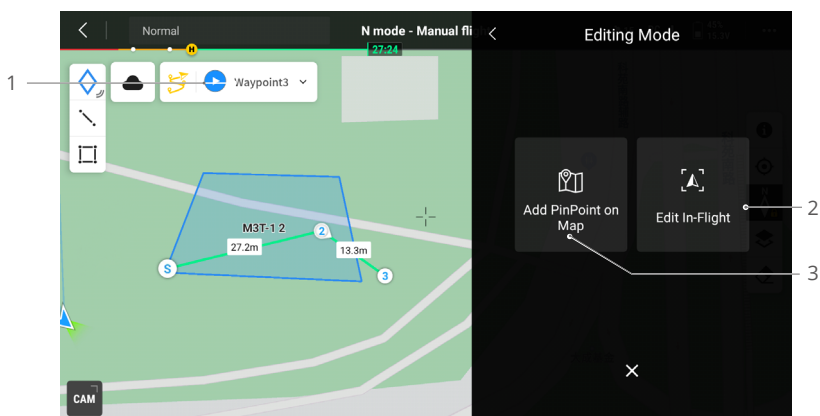 Normal
N mode - Manual fli
Editing Mode
H
27:24
1
Waypoint3
Add PinPoint on
Map
Edit In-Flight
2
M3T-1 2
2
27.2m
13.3m
S
3
3
CAM